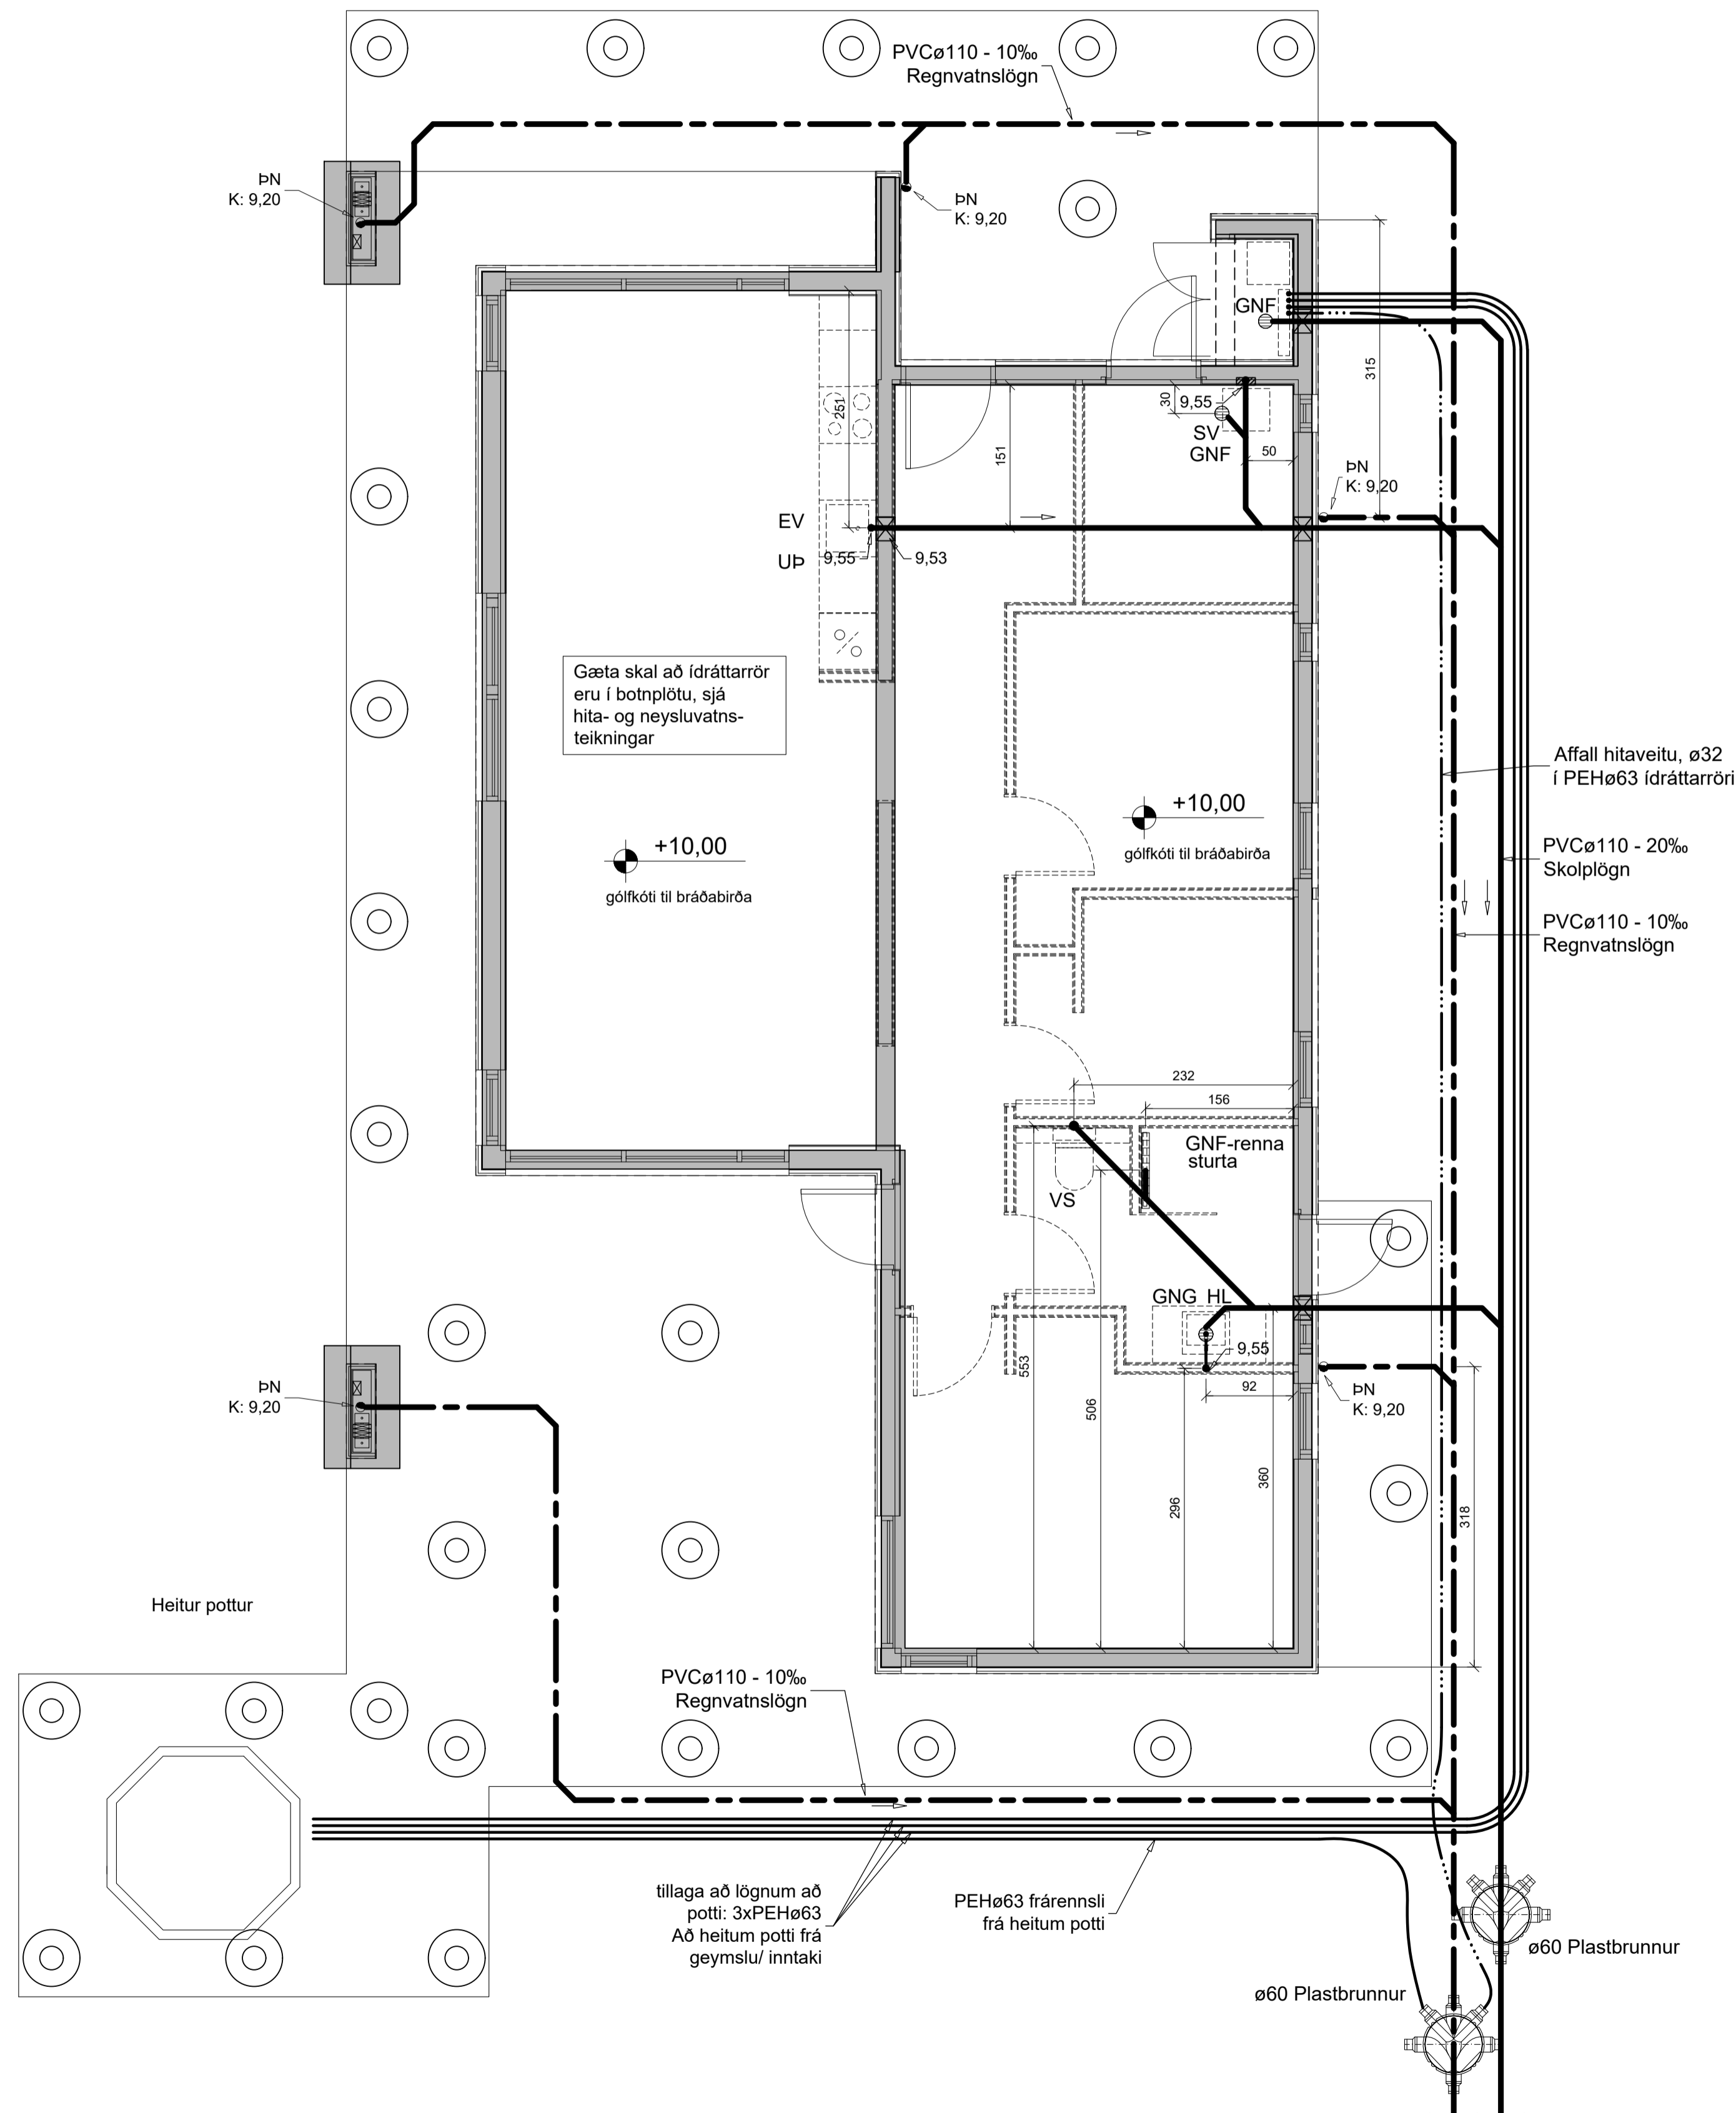 PVCø110 - 10‰
Regnvatnslögn
ÞN
K: 9,20
ÞN
K: 9,20
GNF
315
251
30
9,55
SV
GNF
50
151
ÞN
K: 9,20
EV
UÞ
9,55
9,53
Gæta skal að ídráttarrör
eru í botnplötu, sjá
hita- og neysluvatns-
teikningar
Affall hitaveitu, ø32
í PEHø63 ídráttarröri
+10,00
gólfkóti til bráðabirða
+10,00
gólfkóti til bráðabirða
PVCø110 - 20‰
Skolplögn
PVCø110 - 10‰
Regnvatnslögn
232
156
GNF-renna
sturta
VS
GNG HL
9,55
553
506
92
296
360
318
ÞN
K: 9,20
ÞN
K: 9,20
Heitur pottur
PVCø110 - 10‰
Regnvatnslögn
tillaga að lögnum að
potti: 3xPEHø63
Að heitum potti frá
geymslu/ inntaki
PEHø63 frárennsli
frá heitum potti
ø60 Plastbrunnur
ø60 Plastbrunnur